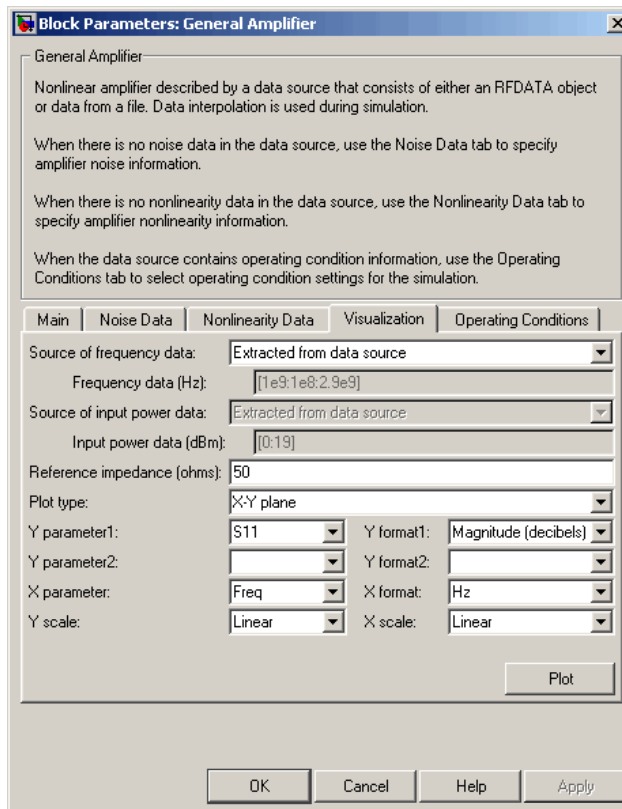 Block Parameters: General Amplifier
General Amplifier
Nonlinear amplifier described by a data source that consists of either an RFDATA object
or data from a file. Data interpolation is used during simulation.
When there is no noise data in the data source, use the Noise Data tab to specify
amplifier noise information.
When there is no nonlinearity data in the data source, use the Nonlinearity Data tab to
specify amplifier nonlinearity information.
When the data source contains operating condition information, use the Operating
Conditions tab to select operating condition settings for the simulation.
Main Noise Data Nonlinearity Data Visualization Operating Conditions
Source of frequency data: Extracted from data source
Frequency data (Hz): [1e9:1e8:2.9e9]
Source of input power data: Extracted from data source
Input power data (dBm): [0:19]
Reference impedance (ohms): 50
Plot type: X-Y plane
Y parameter1: S11 Y format1: Magnitude (decibels)
Y parameter2: Y format2:
X parameter: Freq X format: Hz
Y scale: Linear X scale: Linear
Plot
OK Cancel Help Apply